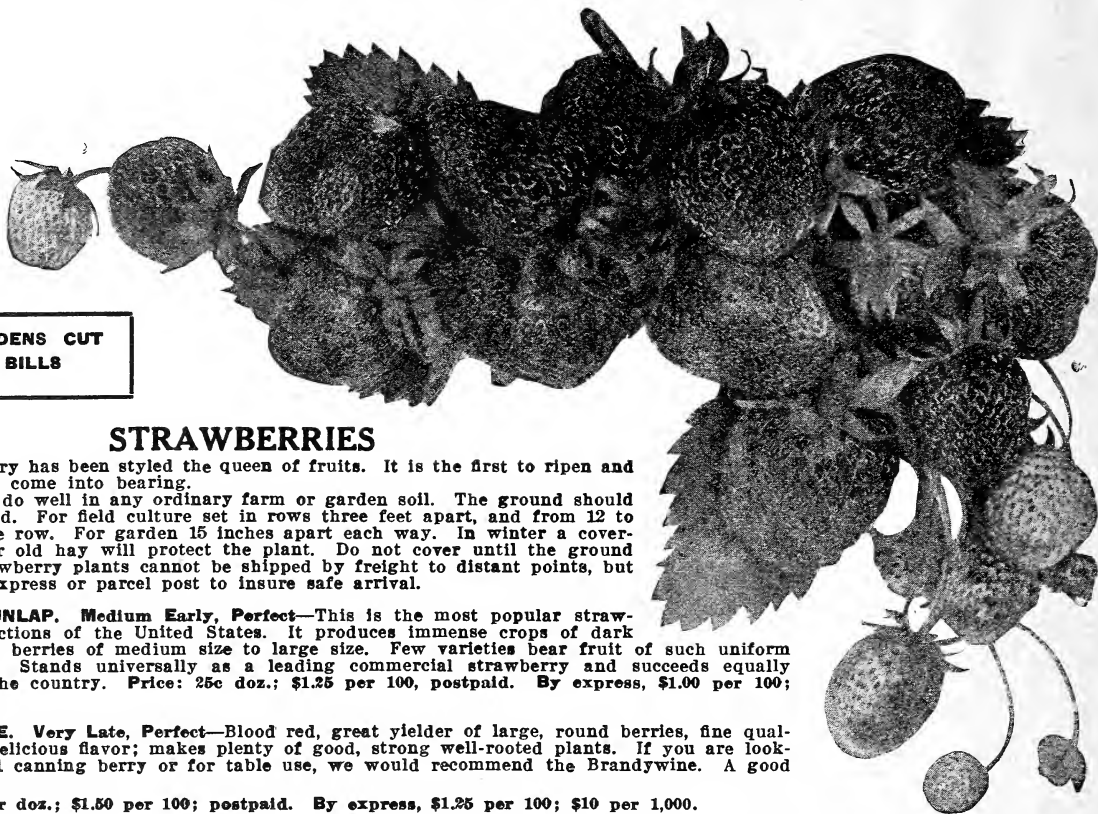 DENS CUT
BILLS
STRAWBERRIES
ry has been styled the queen of fruits. It is the first to ripen and
come into bearing.
do well in any ordinary farm or garden soil. The ground should
d. For field culture set in rows three feet apart, and from 12 to
e row. For garden 15 inches apart each way. In winter a cover-
r old hay will protect the plant. Do not cover until the ground
wberry plants cannot be shipped by freight to distant points, but
xpress or parcel post to insure safe arrival.
UNLAP. Medium Early, Perfect—This is the most popular straw-
ctions of the United States. It produces immense crops of dark
berries of medium size to large size. Few varieties bear fruit of such uniform
Stands universally as a leading commercial strawberry and succeeds equally
he country. Price: 25c doz.; $1.25 per 100, postpaid. By express, $1.00 per 100;
E. Very Late, Perfect—Blood red, great yielder of large, round berries, fine qual-
elicious flavor; makes plenty of good, strong well-rooted plants. If you are look-
l canning berry or for table use, we would recommend the Brandywine. A good
r doz.; $1.50 per 100; postpaid. By express, $1.25 per 100; $10 per 1,000.